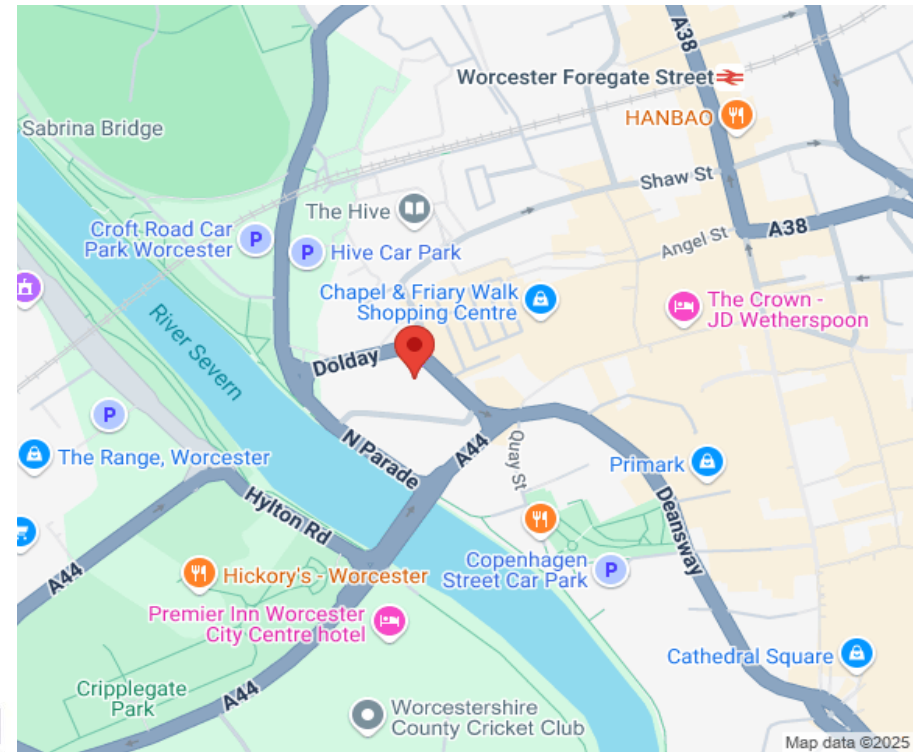 A38
Worcester Foregate Street
HANBAO
Sabrina Bridge
Shaw St
The Hive
Croft Road Car
Park Worcester
P
P
Hive Car Park
Angel St
A38
Chapel & Friary Walk
Shopping Centre
The Crown -
JD Wetherspoon
River Severn
Dolday
P
The Range, Worcester
N Parade
A44
Quay St
Primark
Hylton Rd
Deansway
A44
Hickory's - Worcester
Copenhagen
Street Car Park
P
Premier Inn Worcester
City Centre hotel
Cathedral Square
Cripplegate
Park
A44
Worcestershire
County Cricket Club
Map data ©2025